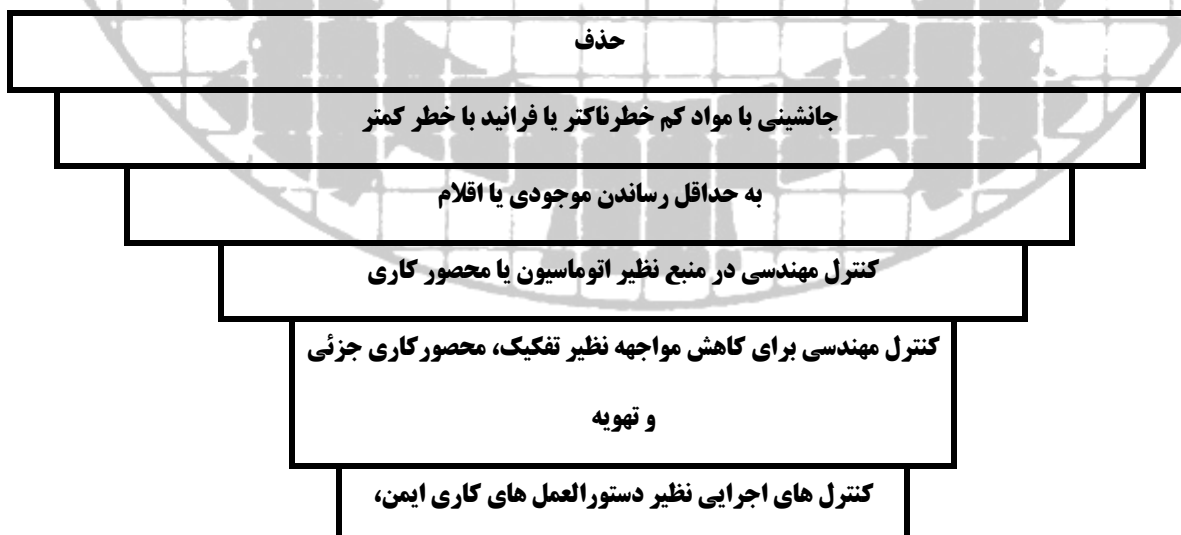 حذف
جانشینی با مواد کم خطرناکتر یا فرانید با خطر کمتر
به حداقل رساندن موجودی یا اقلام
کنترل مهندسی در منبع نظیر اتوماسیون یا محصور کاری
کنترل مهندسی برای کاهش مواجهه نظیر تفکیک، محصورکاری جزئی
و تهویه
کنترل های اجرایی نظیر دستورالعمل های کاری ایمن،